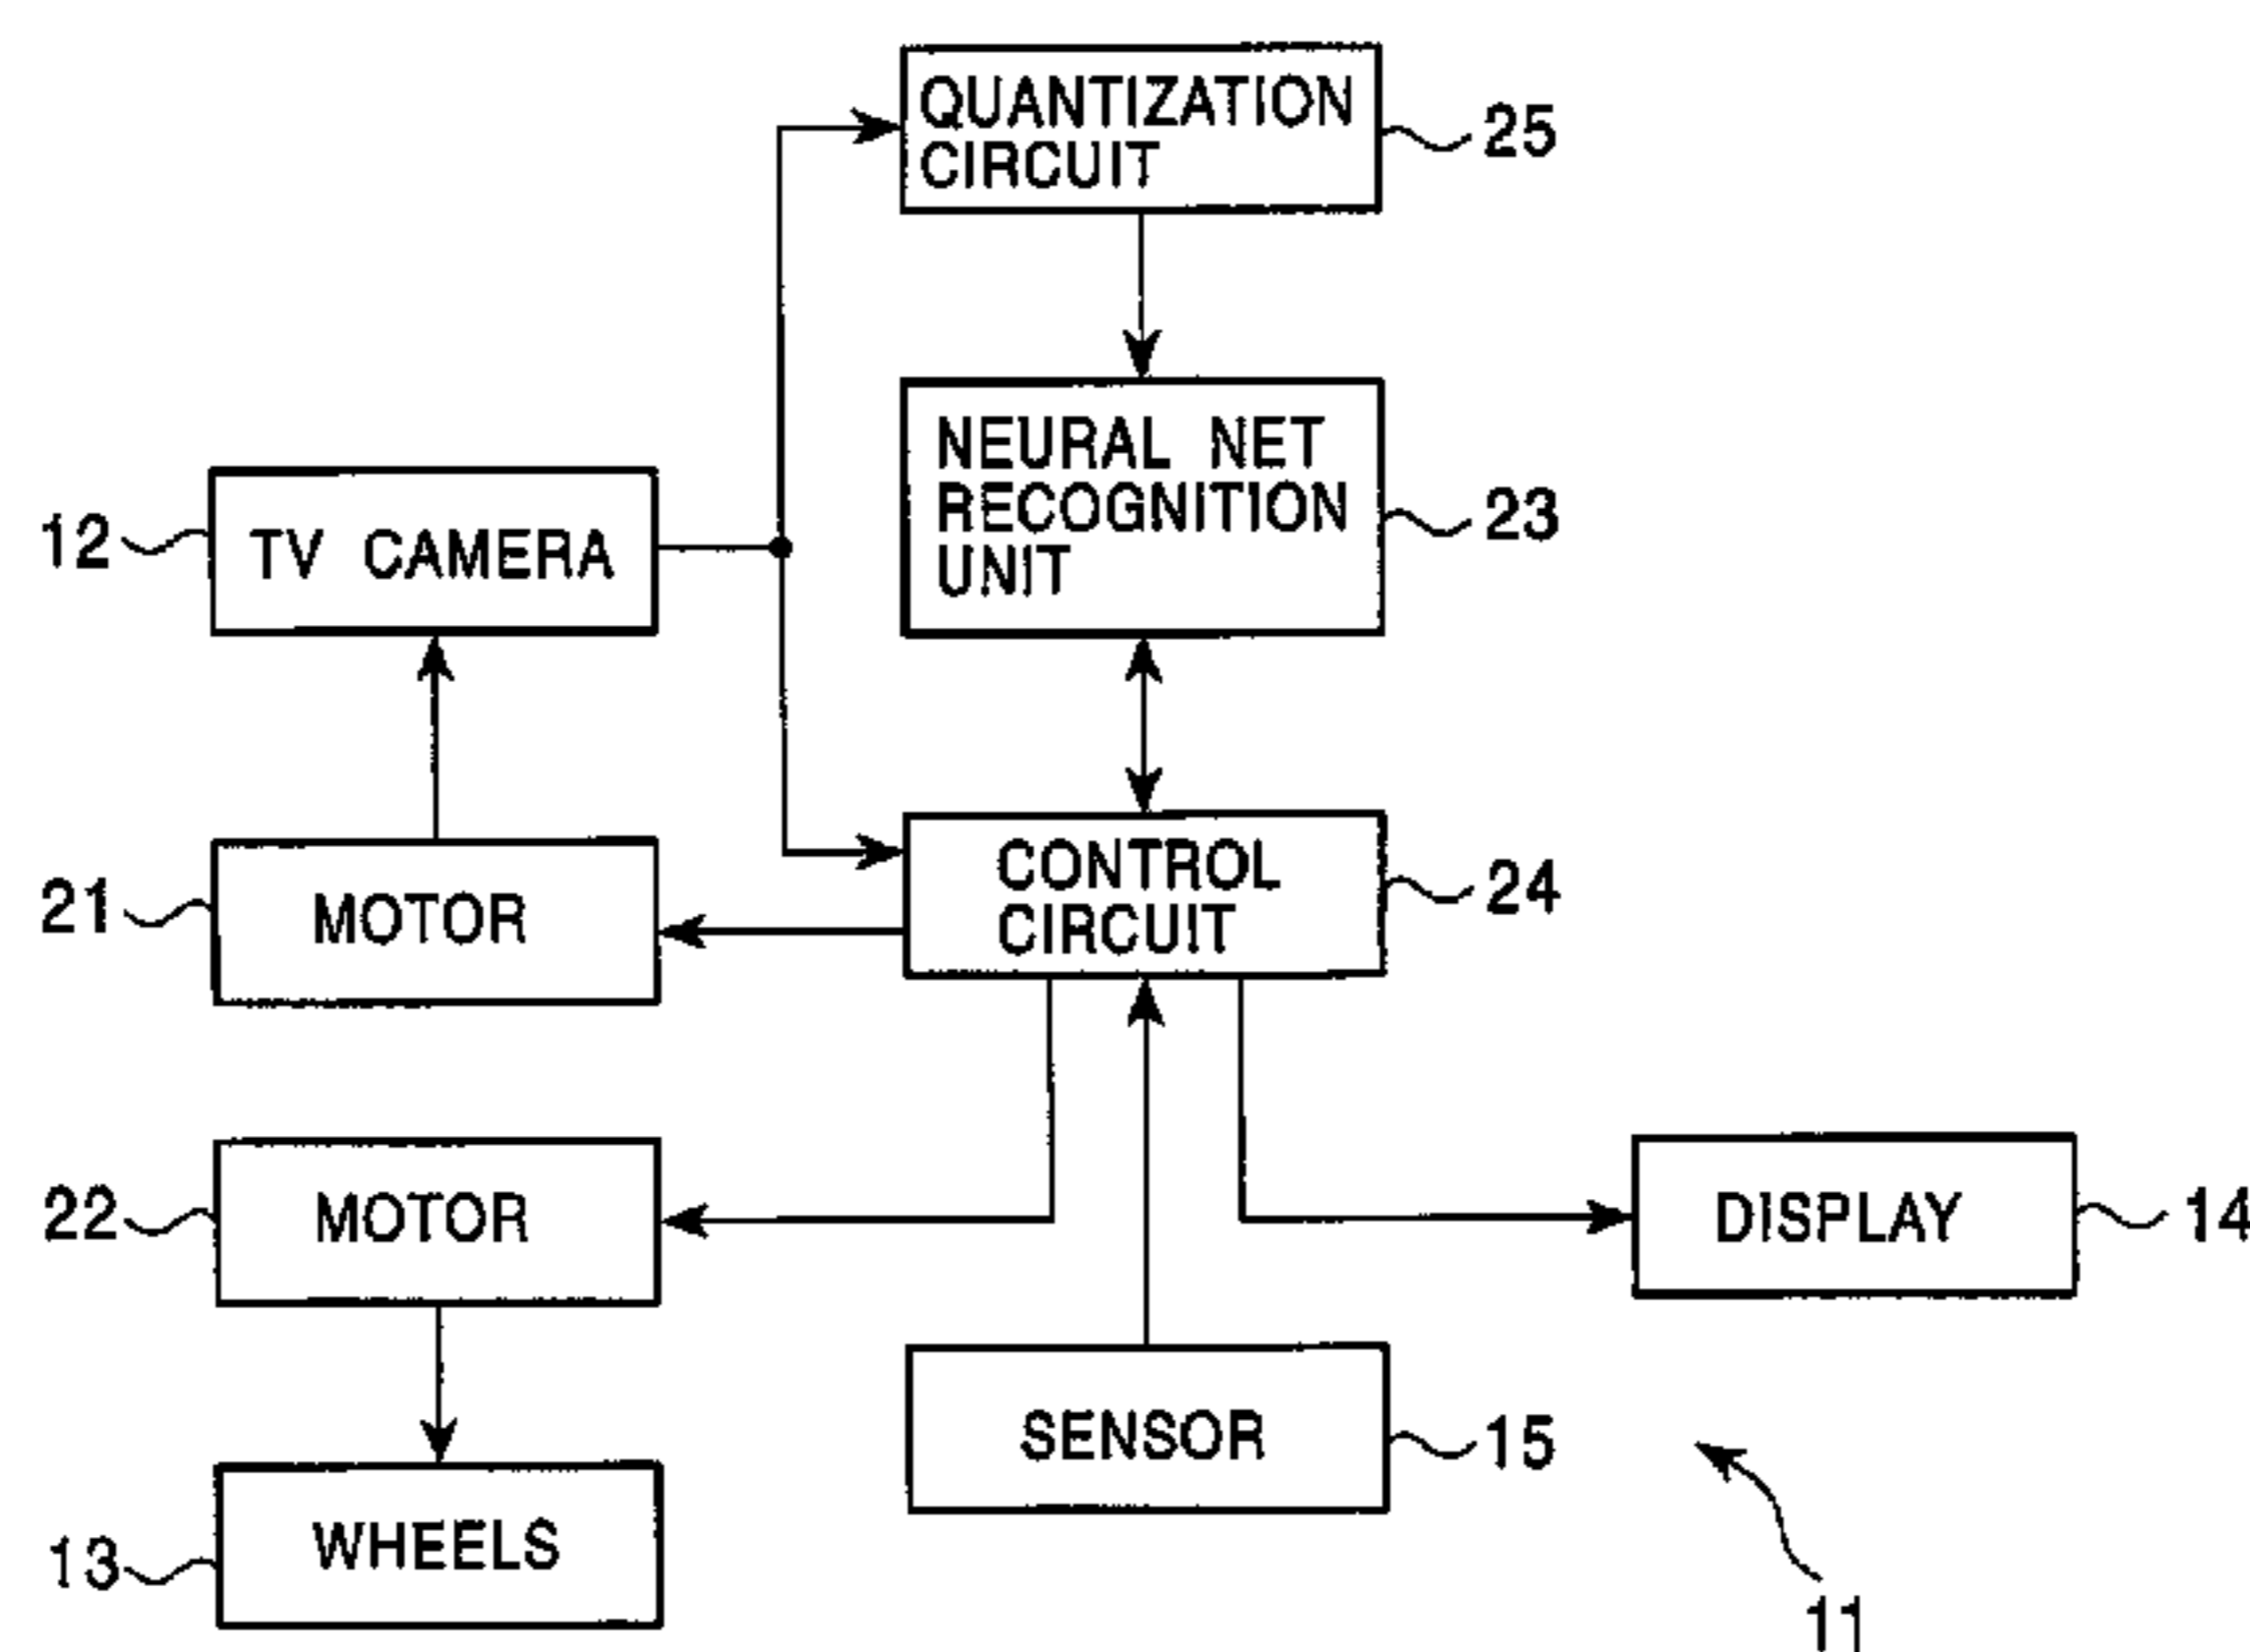 QUANTIZATION
CIRCUIT
25
NEURAL NET
RECOGNITION
UNIT
23
12
TV CAMERA
CONTROL
CIRCUIT
24
21
MOTOR
22
MOTOR
DISPLAY
14
SENSOR
15
13
WHEELS
11